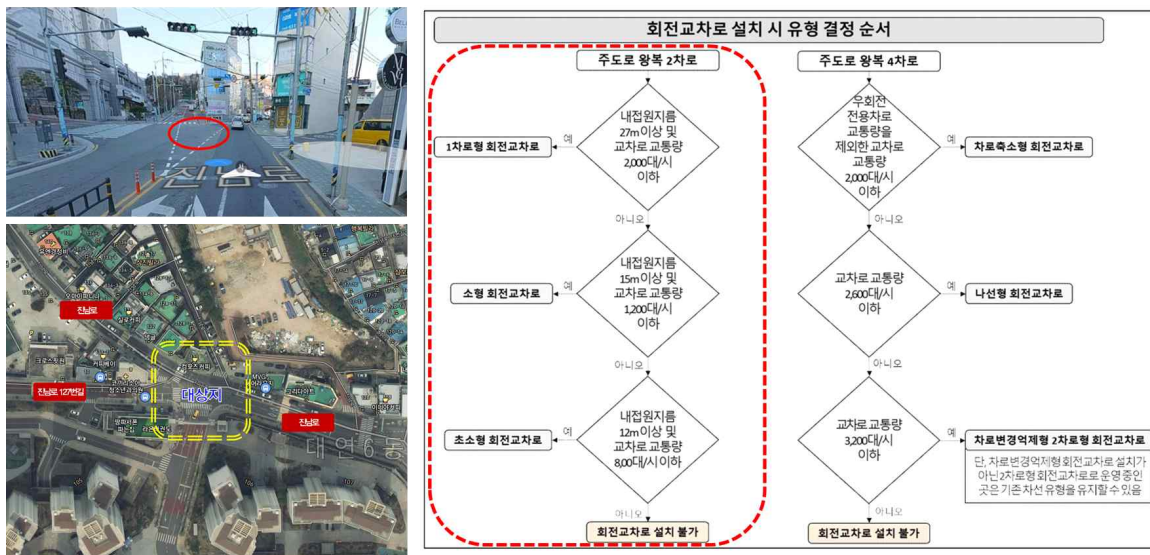 진남로
진남로
진남로 127번길
대상지
진남로
대연6동
105
106
107
회전교차로 설치 시 유형 결정 순서
주도로 왕복 2차로
내접원지름
27m 이상 및
교차로 교통량
2,000대/시
이하
예
1차로형 회전교차로
아니오
내접원지름
15m 이상 및
교차로 교통량
1,200대/시
이하
예
소형 회전교차로
아니오
내접원지름
12m 이상 및
교차로 교통량
8,00대/시 이하
예
초소형 회전교차로
아니오
회전교차로 설치 불가
주도로 왕복 4차로
우회전
전용차로
교통량을
제외한 교차로
교통량
2,000대/시
이하
예
차로축소형 회전교차로
아니오
교차로 교통량
2,600대/시
이하
예
나선형 회전교차로
아니오
교차로 교통량
3,200대/시
이하
예
차로변경억제형 2차로형 회전교차로
단, 차로변경억제형 회전교차로 설치가
아닌 2차로형 회전교차로로 운영 중인
곳은 기존 차선 유형을 유지할 수 있음
아니오
회전교차로 설치 불가